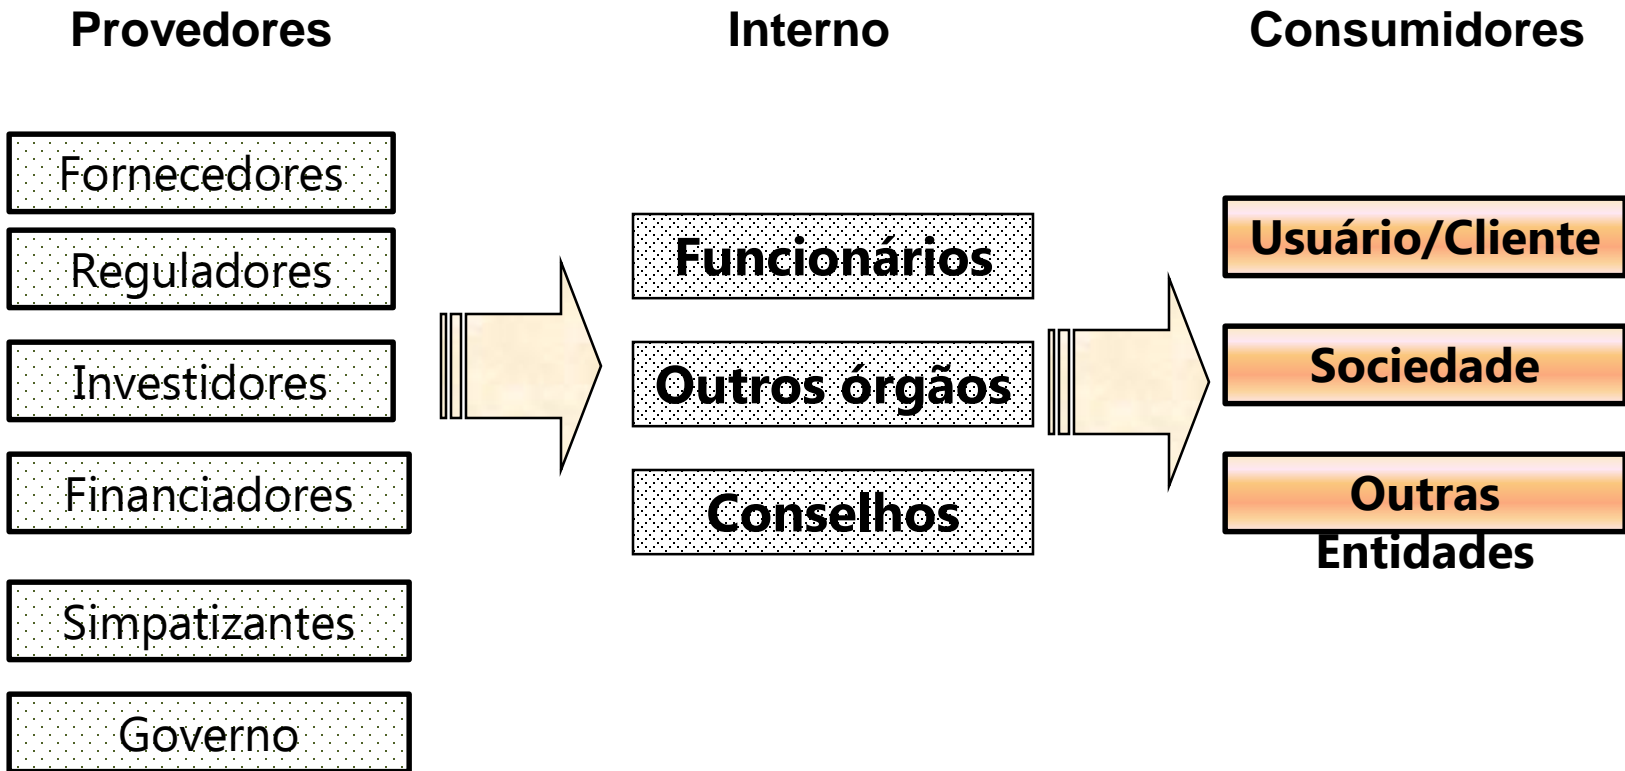 Provedores
Interno
Consumidores
Fornecedores
Reguladores
Investidores
Financiadores
Simpatizantes
Governo
Funcionários
Outros órgãos
Conselhos
Usuário/Cliente
Sociedade
Outras
Entidades